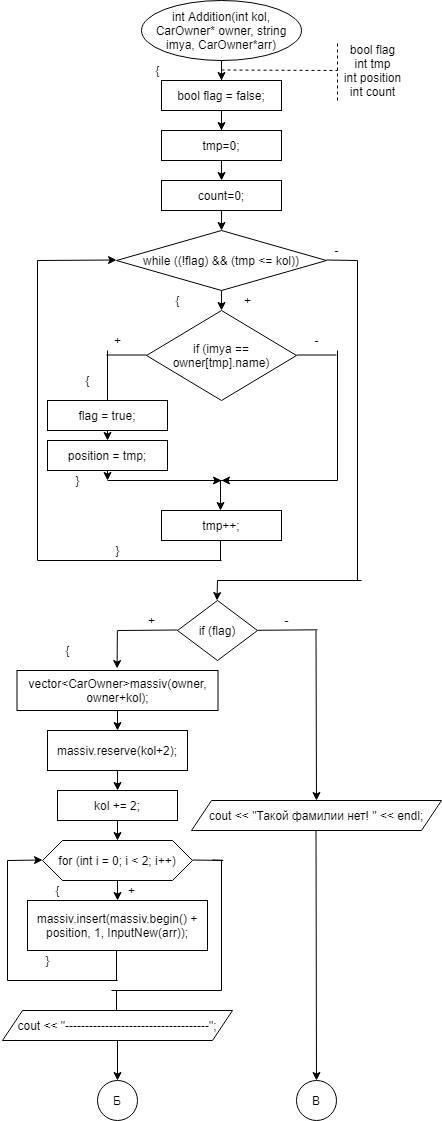 int Addition(int kol,
CarOwner* owner, string
imya, CarOwner*arr)
bool flag
int tmp
int position
int count
{
bool flag = false;
tmp=0;
count=0;
while ((!flag) && (tmp <= kol))
-
{
+
if (imya ==
owner[tmp].name)
+
-
{
flag = true;
position = tmp;
}
tmp++;
}
if (flag)
+
-
{
vector<CarOwner>massiv(owner,
owner+kol);
massiv.reserve(kol+2);
kol += 2;
cout << "Такой фамилии нет! " << endl;
for (int i = 0; i < 2; i++)
{
+
massiv.insert(massiv.begin() +
position, 1, InputNew(arr));
}
cout << "------------------------------------";
Б
В